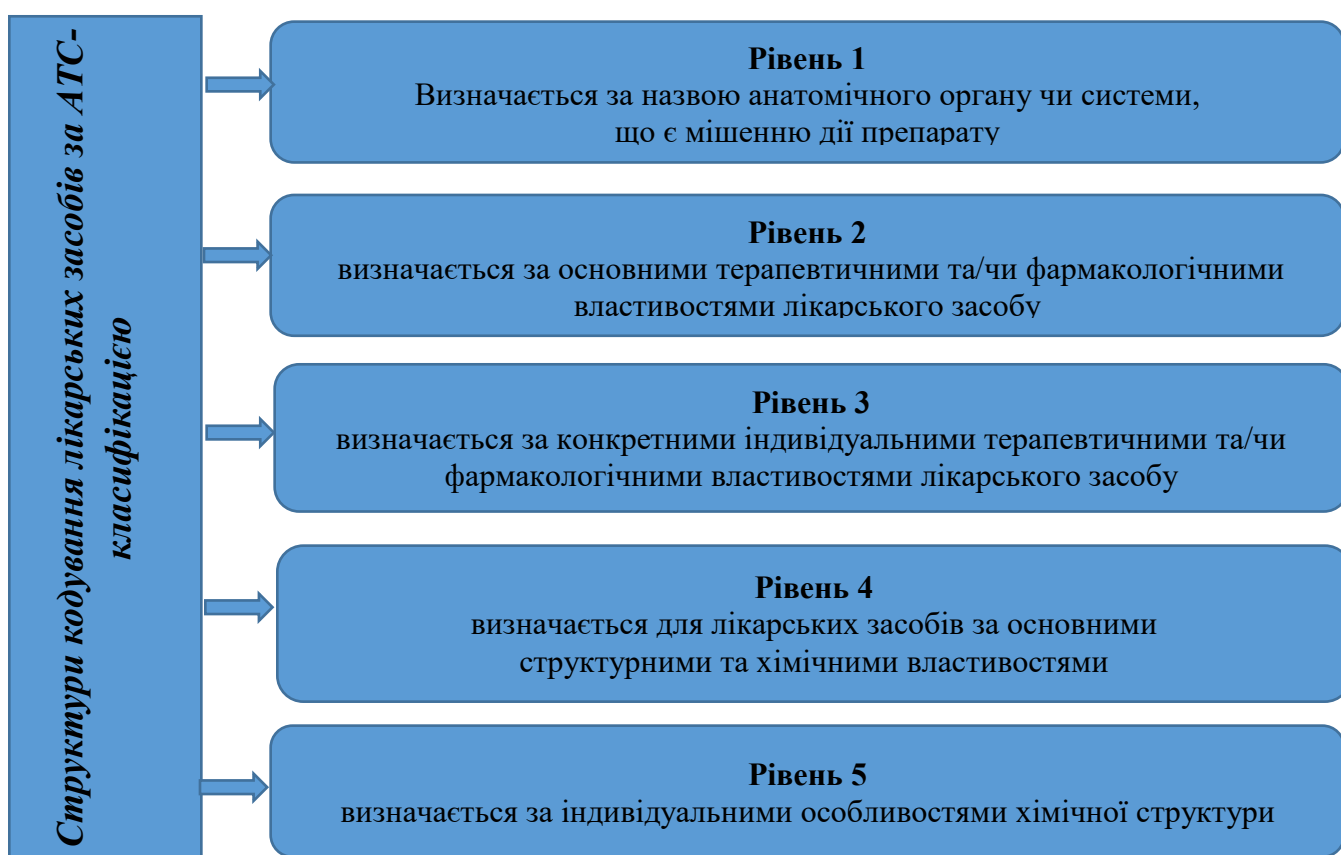 Структури кодування лікарських засобів за АТС-
класифікацією
Рівень 1
Визначається за назвою анатомічного органу чи системи,
що є мішенню дії препарату
Рівень 2
визначається за основними терапевтичними та/чи фармакологічними
властивостями лікарського засобу
Рівень 3
визначається за конкретними індивідуальними терапевтичними та/чи
фармакологічними властивостями лікарського засобу
Рівень 4
визначається для лікарських засобів за основними
структурними та хімічними властивостями
Рівень 5
визначається за індивідуальними особливостями хімічної структури